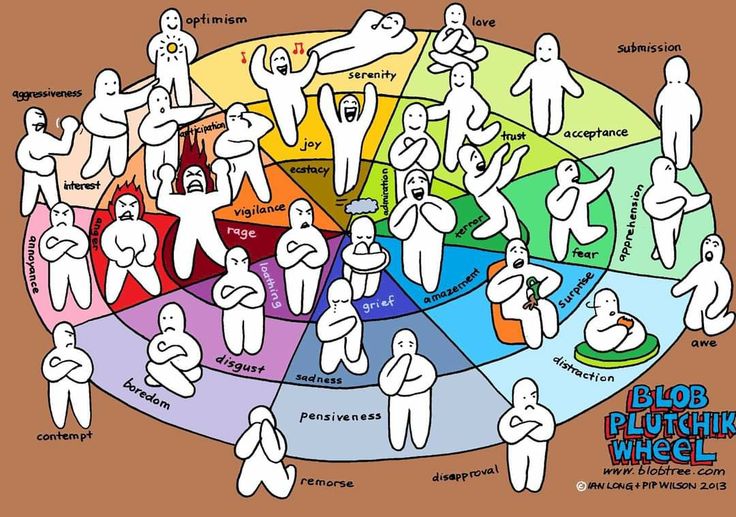 optimism
love
submission
serenity
aggressiveness
anticipation
joy
trust
acceptance
interest
ecstacy
admiration
vigilance
terror
apprehension
annoyance
anger
rage
fear
loathing
grief
amazement
surprise
awe
disgust
sadness
distraction
boredom
pensiveness
contempt
remorse
disapproval
BLOB
PLUTCHIK
WHEEL
www.blobtree.com
© IAN LONG + PIP WILSON 2013